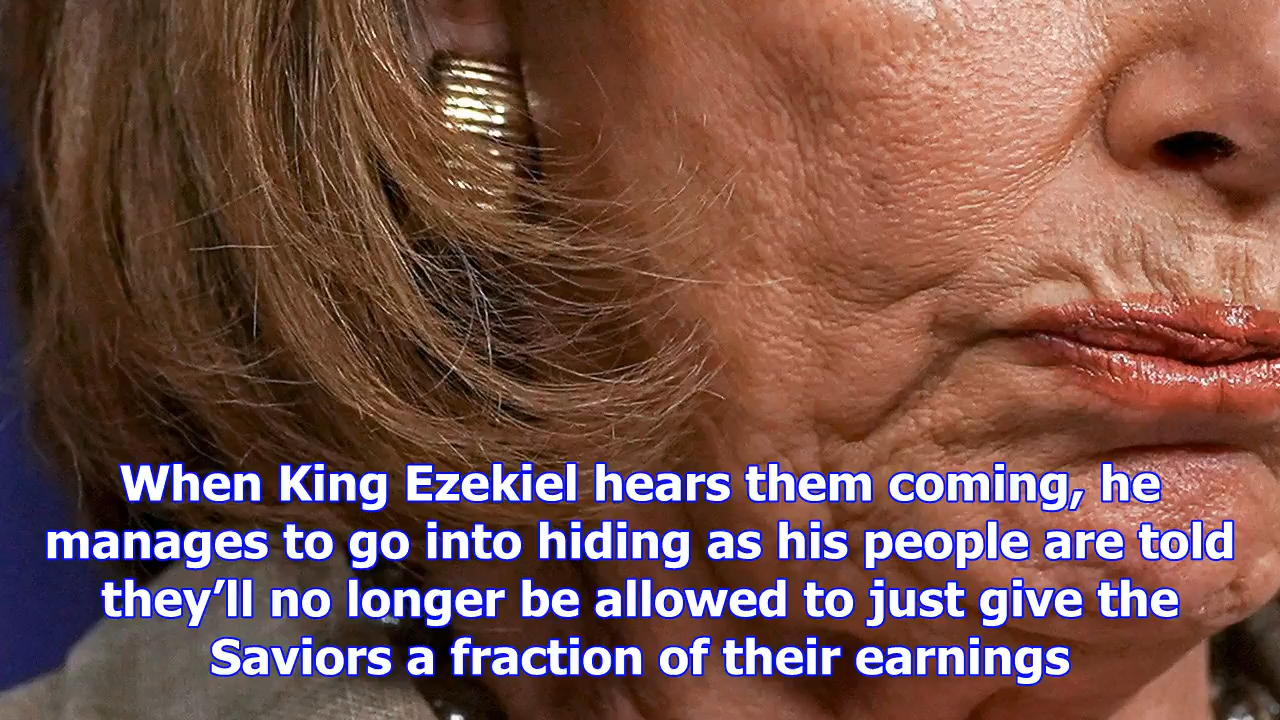 When King Ezekiel hears them coming, he
manages to go into hiding as his people are told
they’ll no longer be allowed to just give the
Saviors a fraction of their earnings